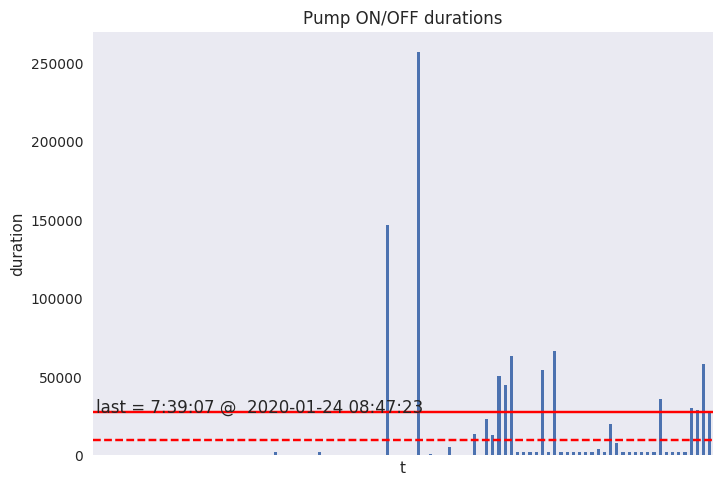 Pump ON/OFF durations
250000
200000
150000
100000
50000
0
duration
last = 7:39:07 @  2020-01-24 08:47:23
t